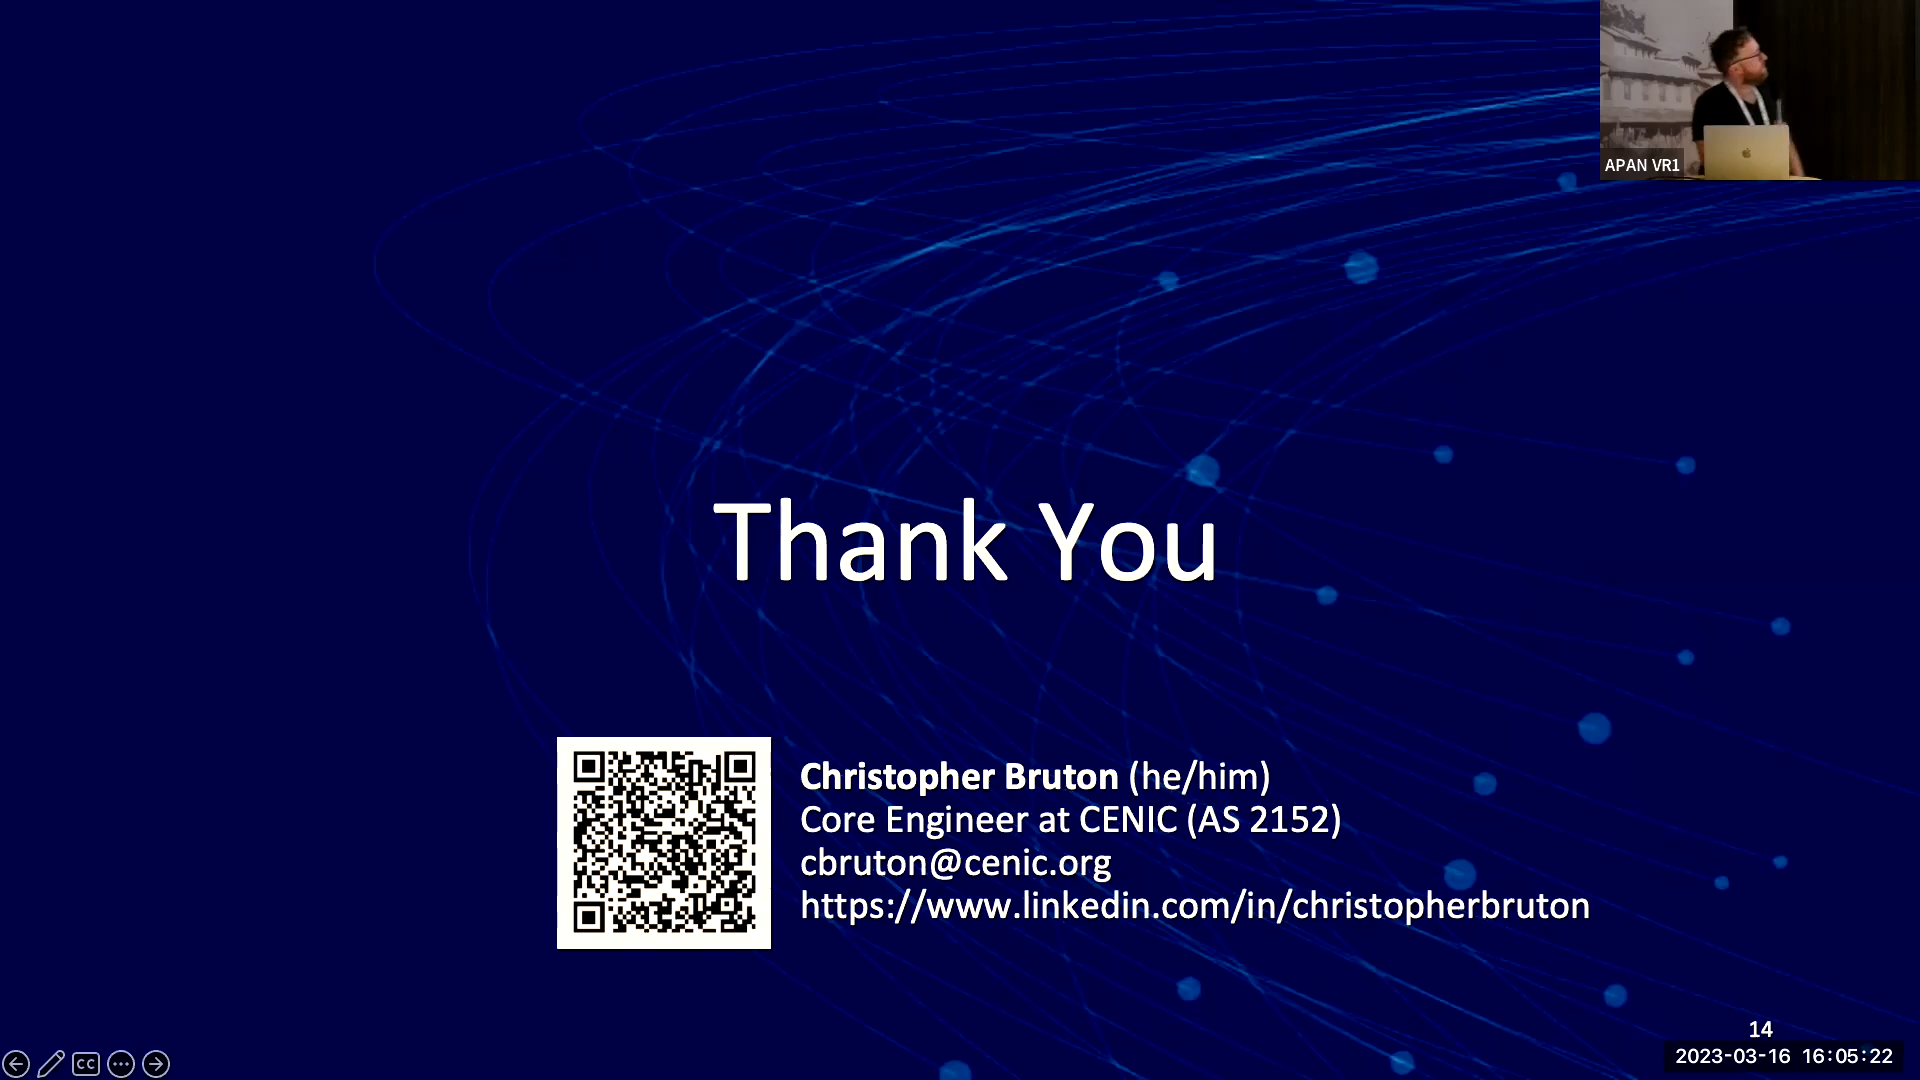 APAN VR1
Thank You
Christopher Bruton (he/him)
Core Engineer at CENIC (AS 2152)
cbruton@cenic.org
https://www.linkedin.com/in/christopherbruton
14
CC
2023-03-16 16:05:22